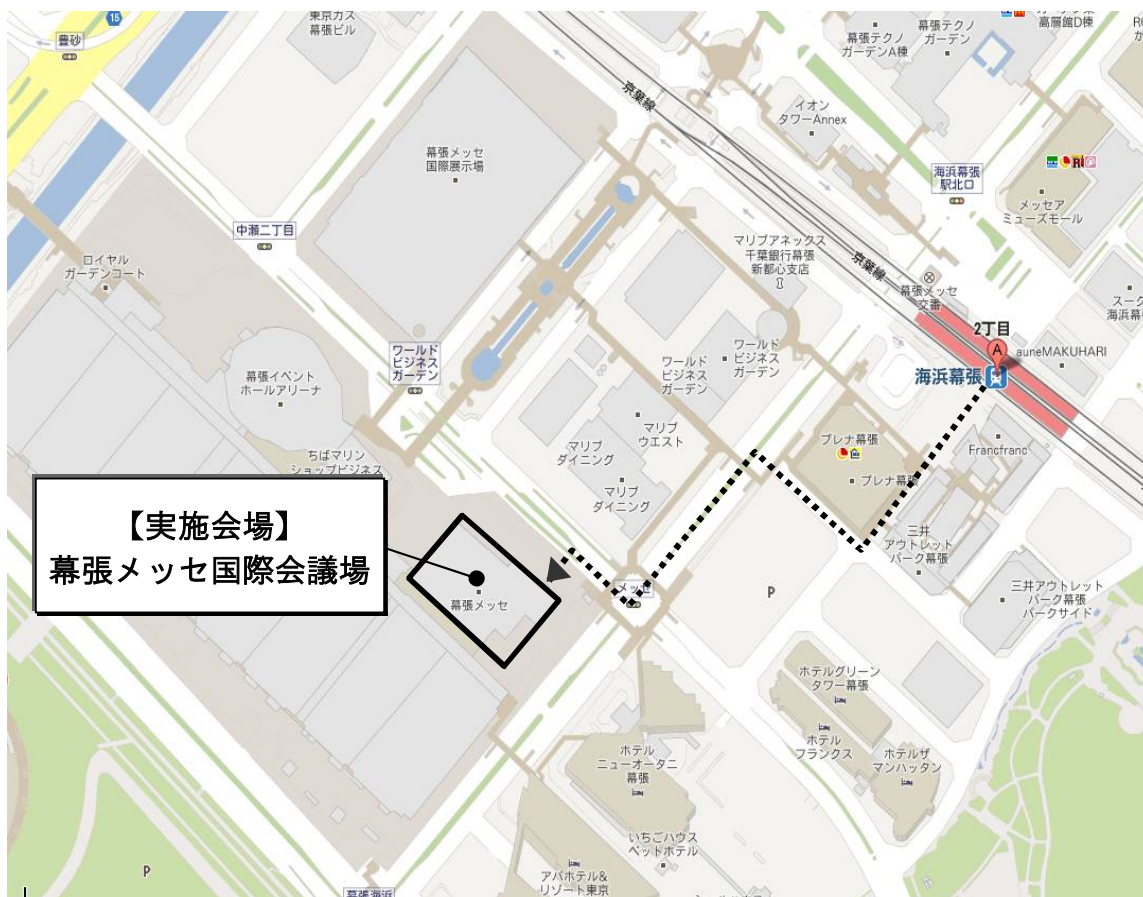 15
豊砂
東京ガス
幕張ビル
幕張テクノ
ガーデンA棟
幕張テクノ
ガーデン
高層館D棟
京葉線
イオン
タワーAnnex
幕張メッセ
国際展示場
海浜幕張
駅北口
メッセア
ミューズモール
中瀬二丁目
ロイヤル
ガーデンコート
マリブアネックス
千葉銀行幕張
新都心支店
京葉線
幕張メッセ
交番
スーク
海浜幕張
2丁目
A
auneMAKUHARI
海浜幕張
ワールド
ビジネス
ガーデン
ワールド
ビジネス
ガーデン
ワールド
ビジネス
ガーデン
幕張イベント
ホールアリーナ
マリブ
ウエスト
プレナ幕張
プレナ幕張
Francfranc
マリブ
ダイニング
マリブ
ダイニング
ちばマリン
ショップビジネス
三井
アウトレット
パーク幕張
【実施会場】
幕張メッセ国際会議場
幕張メッセ
メッセ
P
三井アウトレット
パーク幕張
パークサイド
ホテルグリーン
タワー幕張
ホテル
フランクス
ホテルザ
マンハッタン
ホテル
ニューオータニ
幕張
いちごハウス
ペットホテル
P
アパホテル&
リゾート東京
幕張海浜